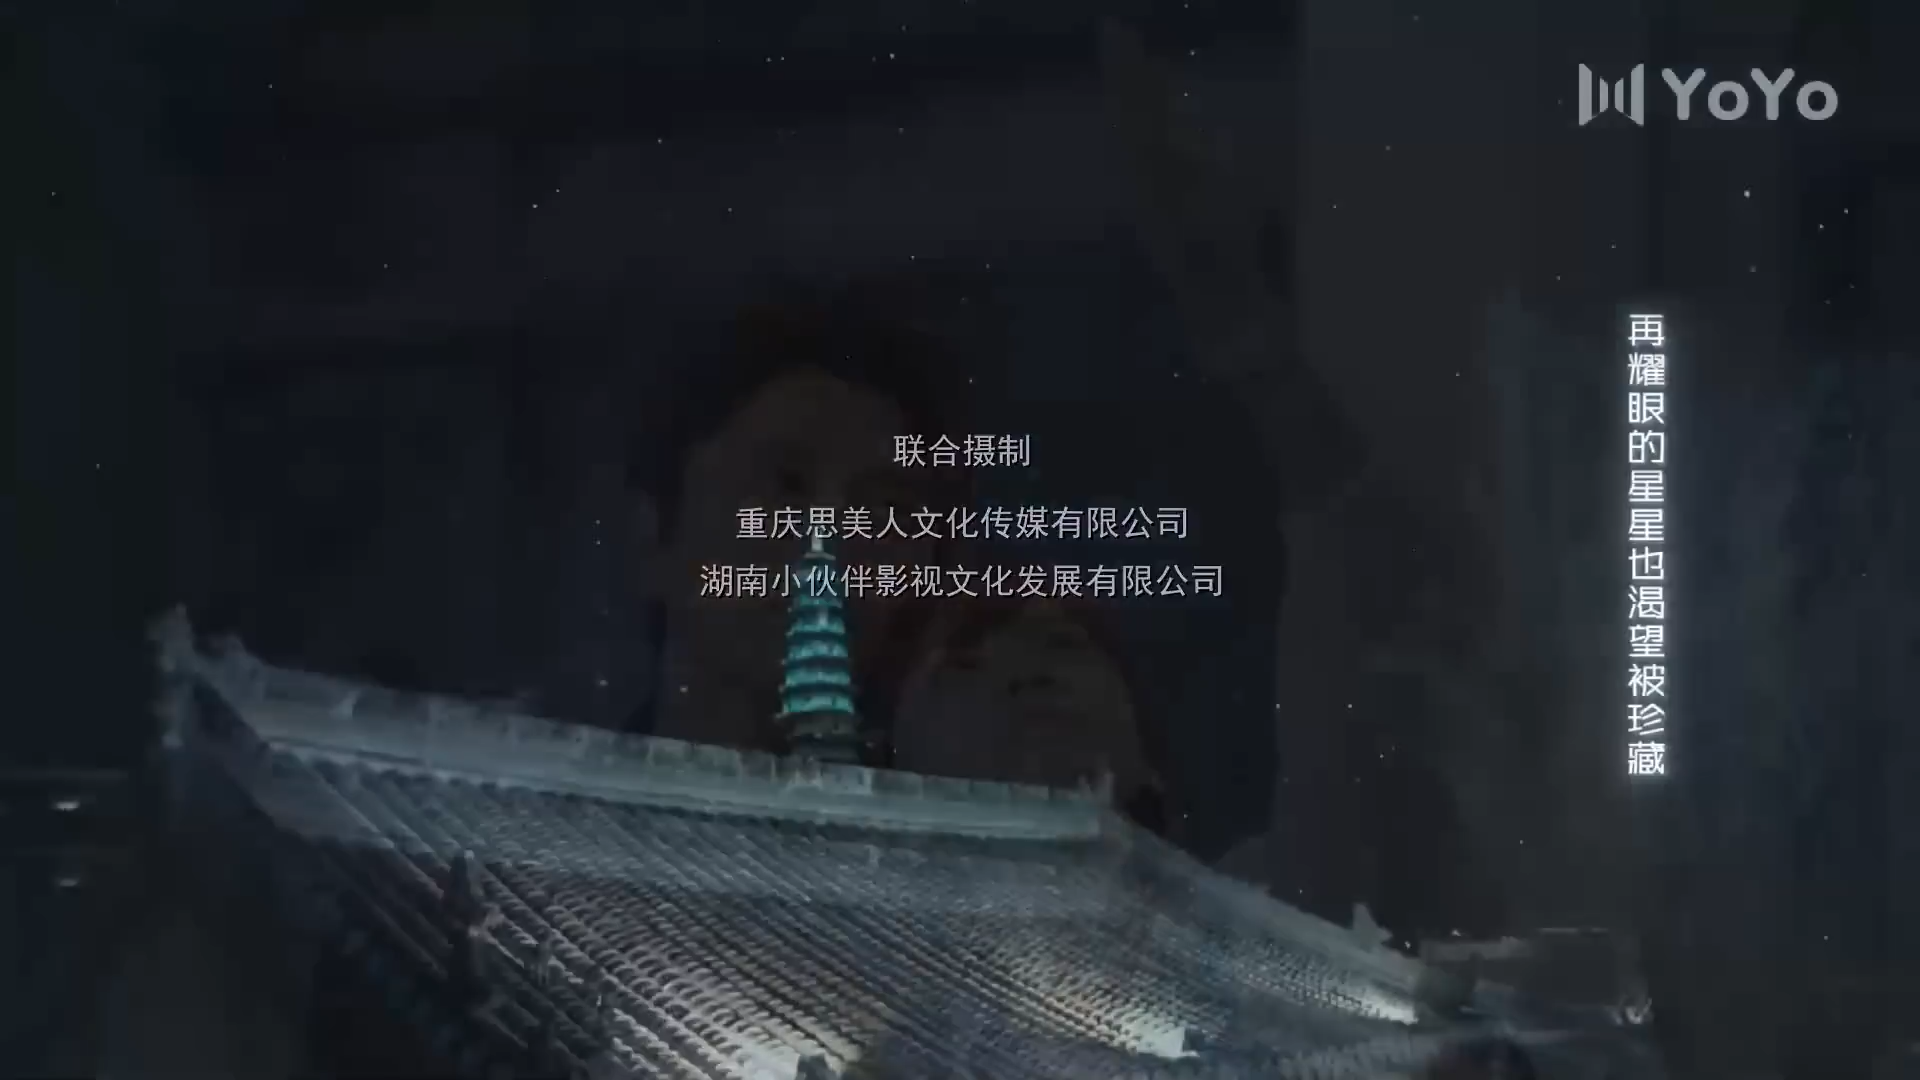 YoYo
联合摄制
重庆思美人文化传媒有限公司
湖南小伙伴影视文化发展有限公司
再耀眼的星星也渴望被珍藏